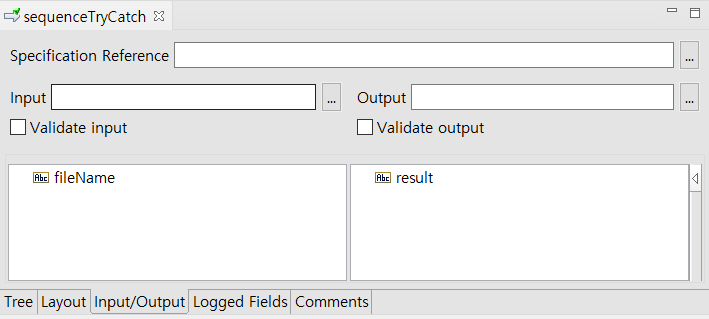 sequenceTryCatch
Specification Reference ...
Input ... Output ...
Validate input Validate output
Abc fileName Abc result
Tree Layout Input/Output Logged Fields Comments